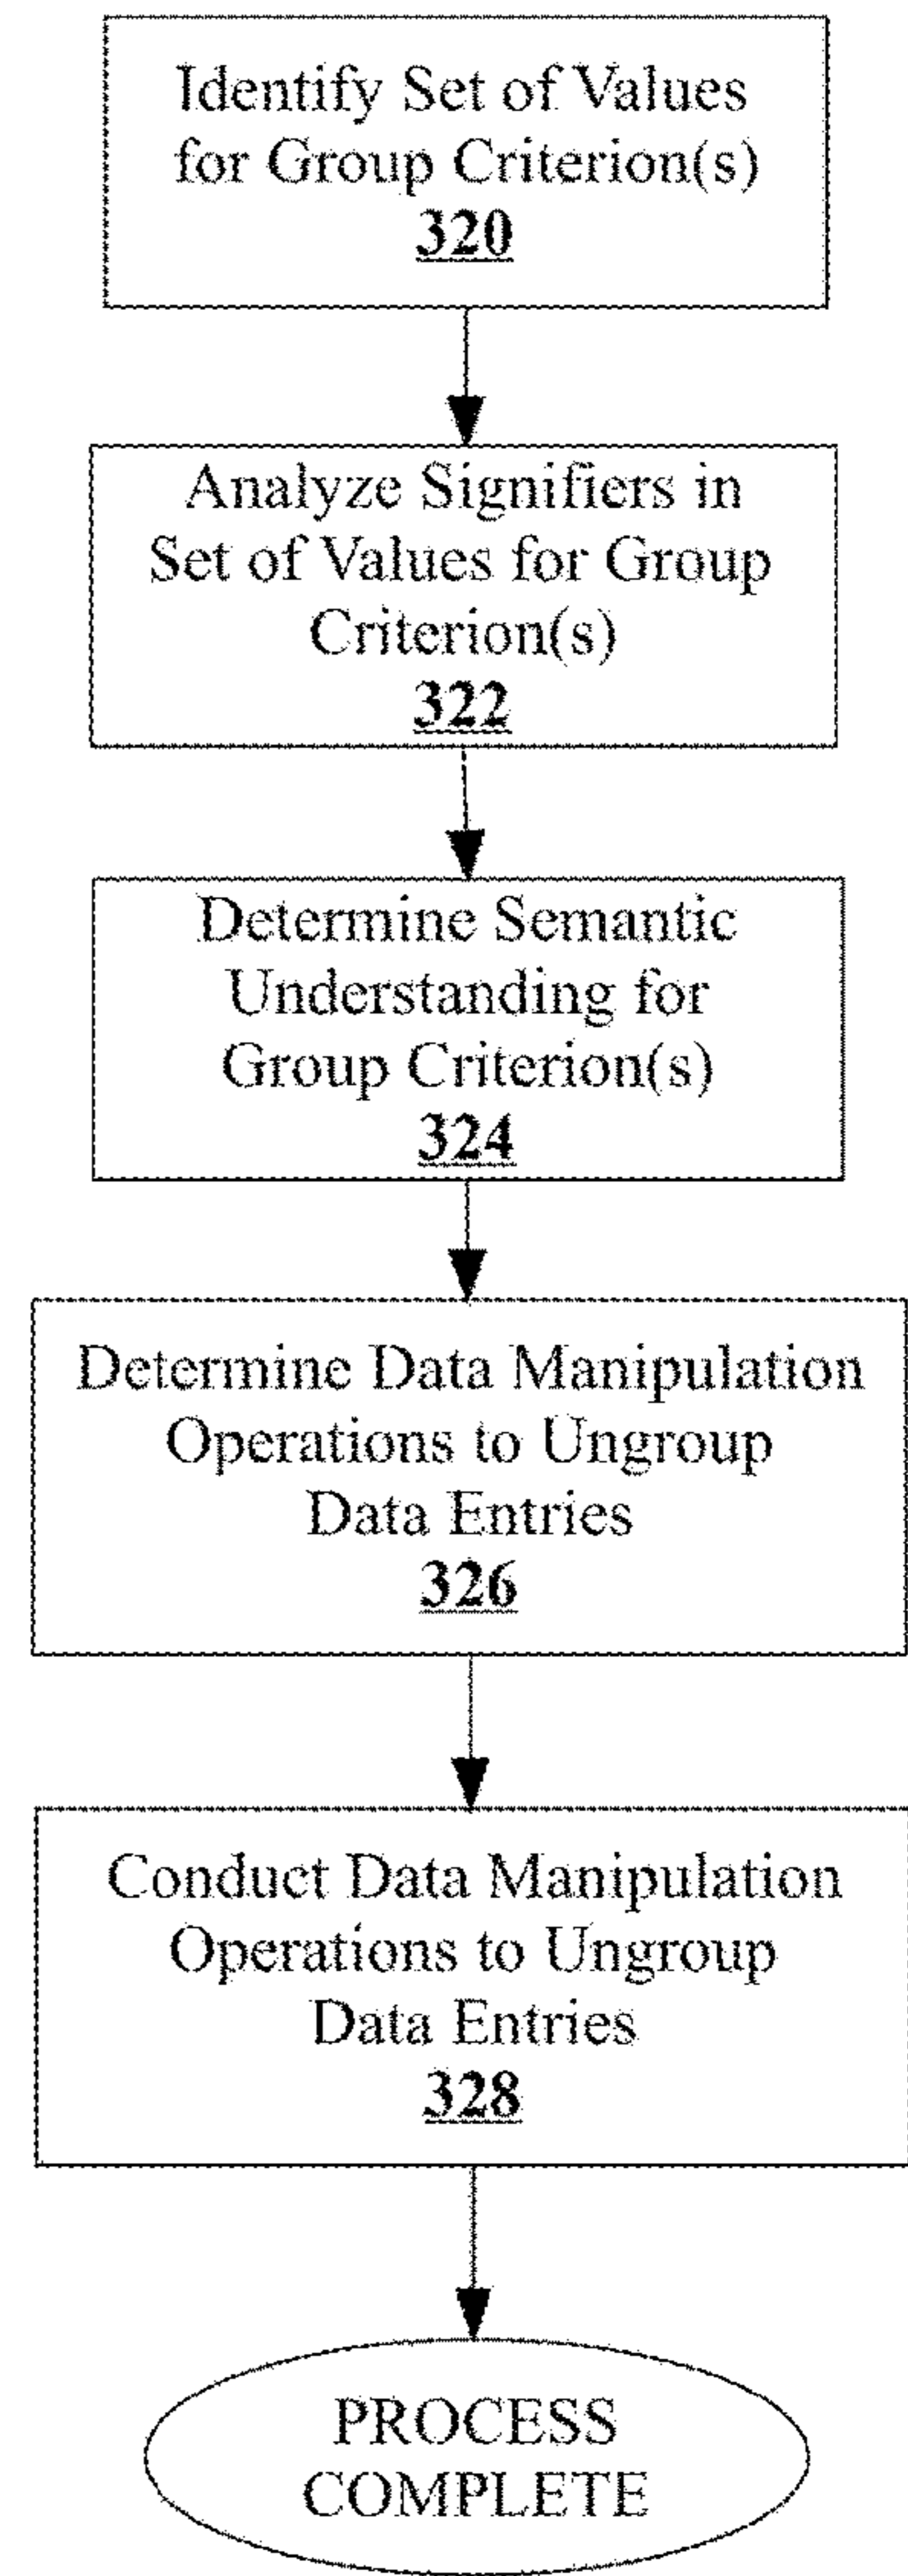 Identify Set of Values
for Group Criterion(s)
320
Analyze Signifiers in
Set of Values for Group
Criterion(s)
322
Determine Semantic
Understanding for
Group Criterion(s)
324
Determine Data Manipulation
Operations to Ungroup
Data Entries
326
Conduct Data Manipulation
Operations to Ungroup
Data Entries
328
PROCESS
COMPLETE